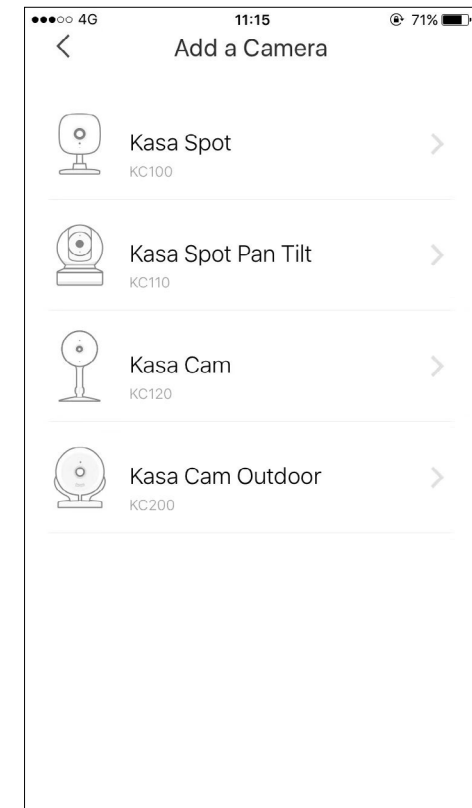 4G 11:15 71%
Add a Camera
Kasa Spot
KC100
Kasa Spot Pan Tilt
KC110
Kasa Cam
KC120
Kasa Cam Outdoor
KC200